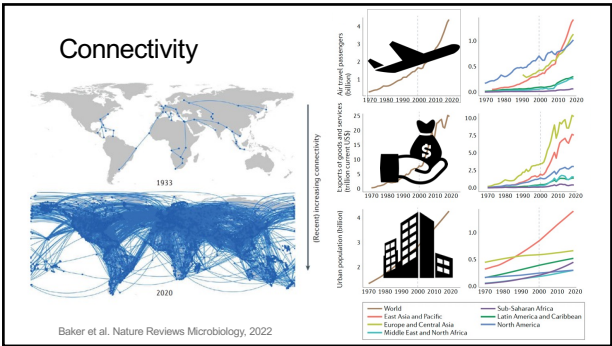 Connectivity
1933
2020
(Recent) increasing connectivity
Baker et al. Nature Reviews Microbiology, 2022
Air travel passengers
(billion)
4
3
2
1
1970 1980 1990 2000 2010 2020
1.0
0.5
0.0
1970 1980 1990 2000 2010 2020
Exports of goods and services
(trillion current US$)
25
20
15
10
5
0
$
1970 1980 1990 2000 2010 2020
10.0
7.5
5.0
2.5
0.0
1970 1980 1990 2000 2010 2020
Urban population (billion)
4
3
2
1970 1980 1990 2000 2010 2020
1.0
0.5
0.0
1970 1980 1990 2000 2010 2020
World
East Asia and Pacific
Europe and Central Asia
Middle East and North Africa
Sub-Saharan Africa
Latin America and Caribbean
North America